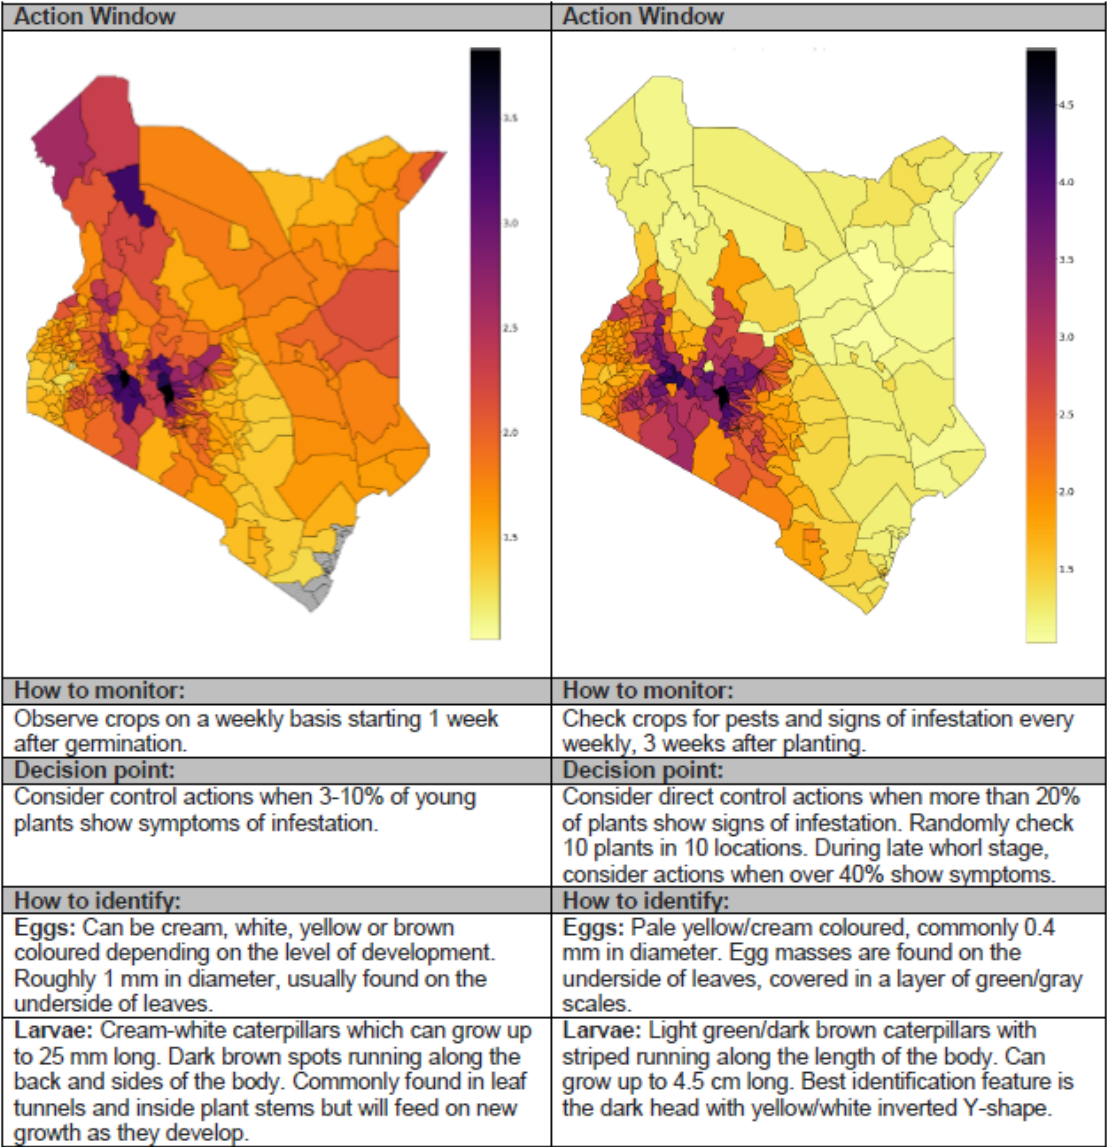 Action Window
3.5
3.0
2.5
2.0
1.5
How to monitor:
Observe crops on a weekly basis starting 1 week
after germination.
Decision point:
Consider control actions when 3-10% of young
plants show symptoms of infestation.
How to identify:
Eggs: Can be cream, white, yellow or brown
coloured depending on the level of development.
Roughly 1 mm in diameter, usually found on the
underside of leaves.
Larvae: Cream-white caterpillars which can grow up
to 25 mm long. Dark brown spots running along the
back and sides of the body. Commonly found in leaf
tunnels and inside plant stems but will feed on new
growth as they develop.
Action Window
4.5
4.0
3.5
3.0
2.5
2.0
1.5
How to monitor:
Check crops for pests and signs of infestation every
weekly, 3 weeks after planting.
Decision point:
Consider direct control actions when more than 20%
of plants show signs of infestation. Randomly check
10 plants in 10 locations. During late whorl stage,
consider actions when over 40% show symptoms.
How to identify:
Eggs: Pale yellow/cream coloured, commonly 0.4
mm in diameter. Egg masses are found on the
underside of leaves, covered in a layer of green/gray
scales.
Larvae: Light green/dark brown caterpillars with
striped running along the length of the body. Can
grow up to 4.5 cm long. Best identification feature is
the dark head with yellow/white inverted Y-shape.